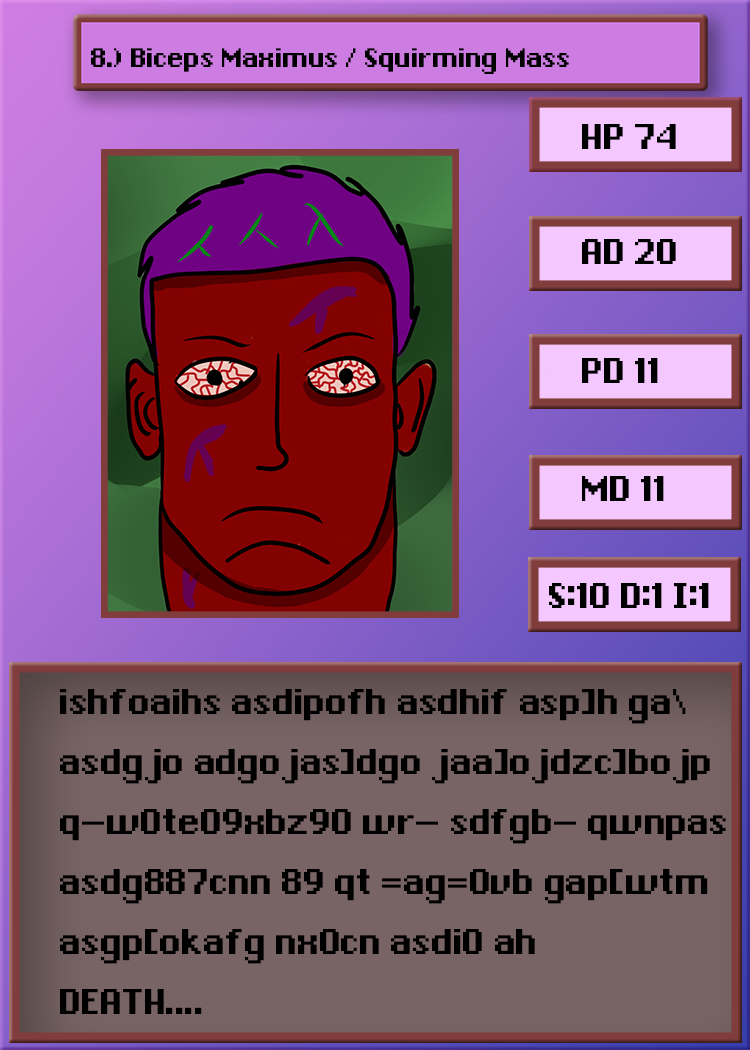 8.) Biceps Maximus / Squirming Mass
HP 74
AD 20
PD 11
MD 11
S:10 D:1 I:1
ishfoaihs asdipofh asdhif asp]h ga\
asdgjo adgojas]dgo jaa]ojdzc]bojp
q-w0te09xbz90 wr- sdfgb- qwnpas
asdg887cnn 89 qt =ag=0vb gap[wtm
asgp[okafg nx0cn asdi0 ah
DEATH....